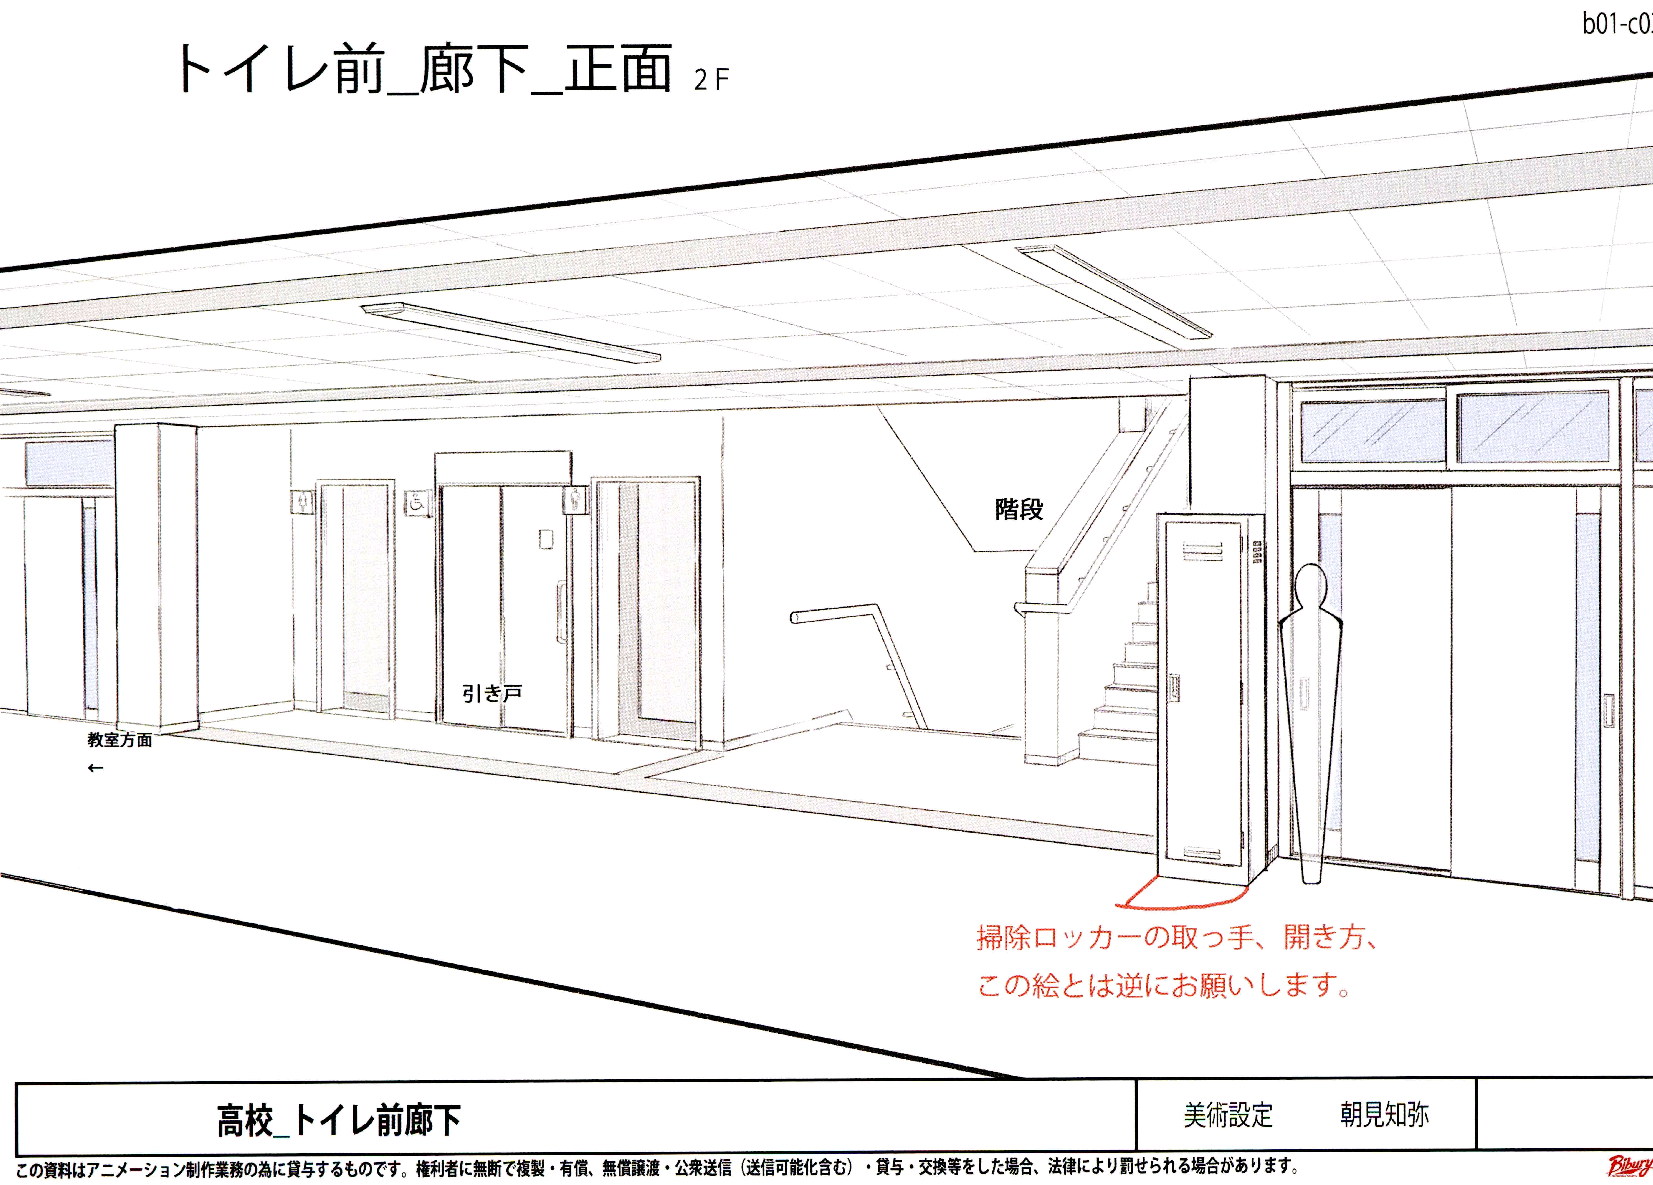 b01-c0
トイレ前_廊下_正面 2F
階段
引き戸
教室方面
←
掃除ロッカーの取っ手、開き方、
この絵とは逆にお願いします。
高校_トイレ前廊下
美術設定 朝見知弥
この資料はアニメーション制作業務の為に貸与するものです。権利者に無断で複製・有償、無償譲渡・公衆送信（送信可能化含む）・貸与・交換等をした場合、法律により罰せられる場合があります。
Bibury